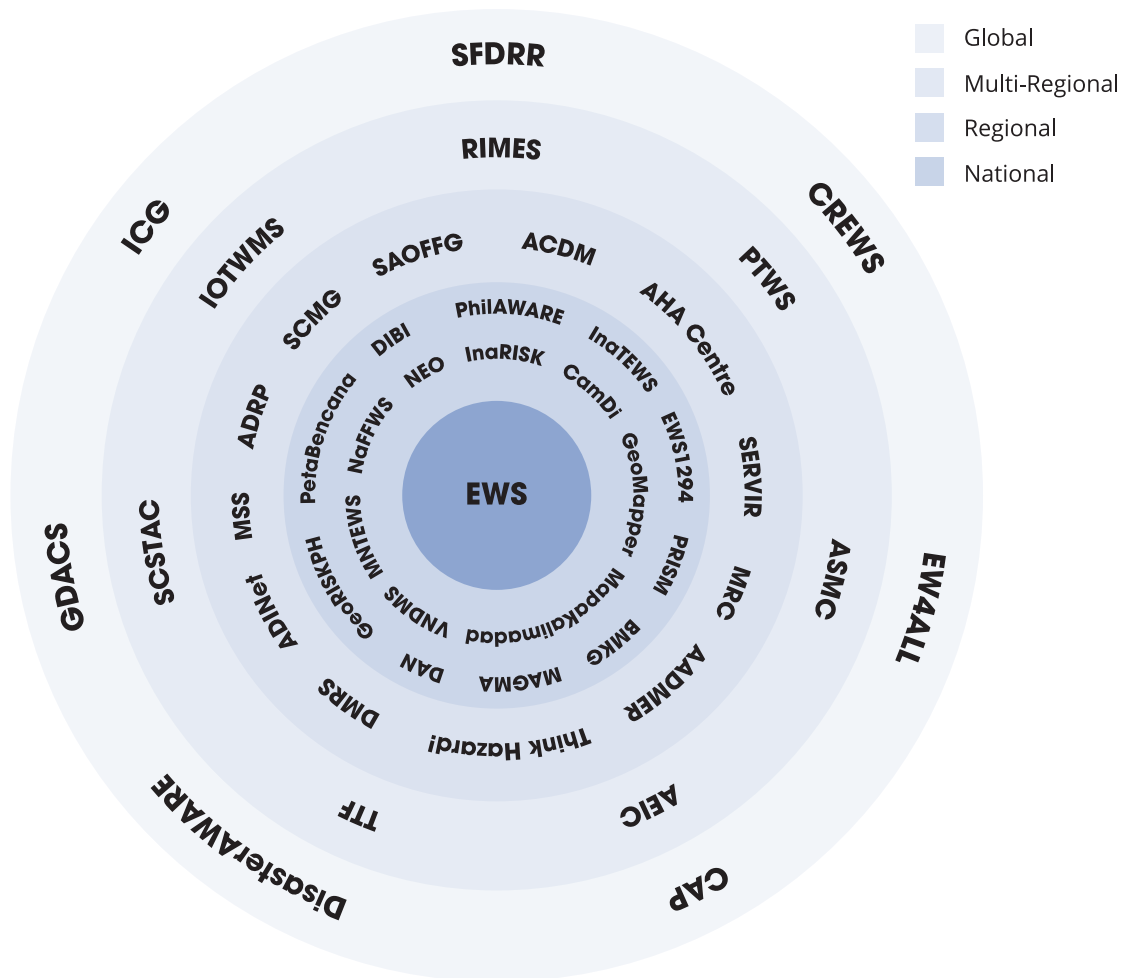 Global
Multi-Regional
Regional
National
SFDRR
CREWS
EW4ALL
CAP
DisasterAWARE
GDACS
ICG
RIMES
PTWS
ASMC
AEIC
TTF
SCSTAC
IOTWMS
SAOFFG
ACDM
AHA Centre
SERVIR
MRC
AADMER
Think Hazard!
DMRS
ADINet
MSS
ADRP
SCMG
PhilAWARE
InaTEWS
EWS1294
PRISM
BMKG
MAGMA
DAN
GeoRISKPH
PetaBencana
DIBI
InaRISK
CamDi
GeoMapper
Mapakalimadad
VNDMS
MNTEWS
NaFFWS
NEO
EWS